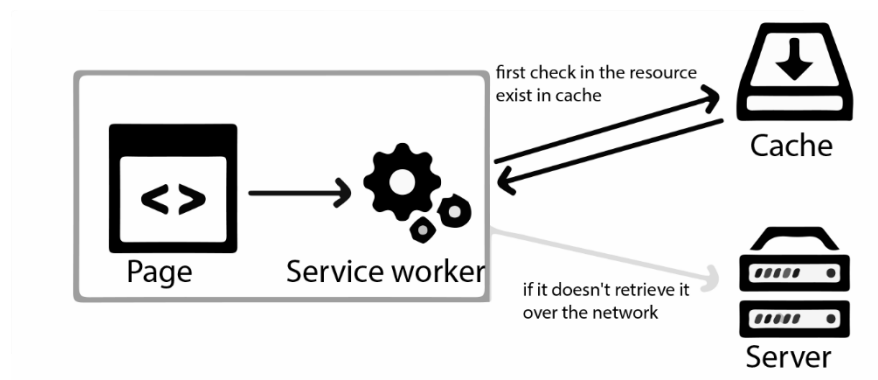 first check in the resource
exist in cache
Cache
<>
Page
Service worker
if it doesn't retrieve it
over the network
Server